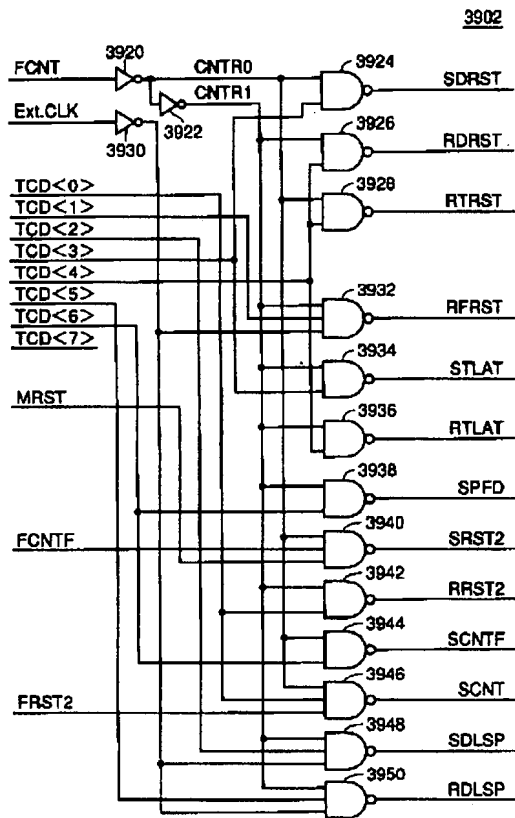 3902
3920
3924
FCNT
CNTR0
SDRST
CNTR1
3922
3926
Ext.CLK
3930
RDRST
3928
TCD<0>
RTRST
TCD<1>
TCD<2>
TCD<3>
TCD<4>
TCD<5>
3932
TCD<6>
RFRST
TCD<7>
3934
STLAT
MRST
3936
RTLAT
3938
SPFD
3940
FCNTF
SRST2
3942
RRST2
3944
SCNTF
3946
FRST2
SCNT
3948
SDLSP
3950
RDLSP